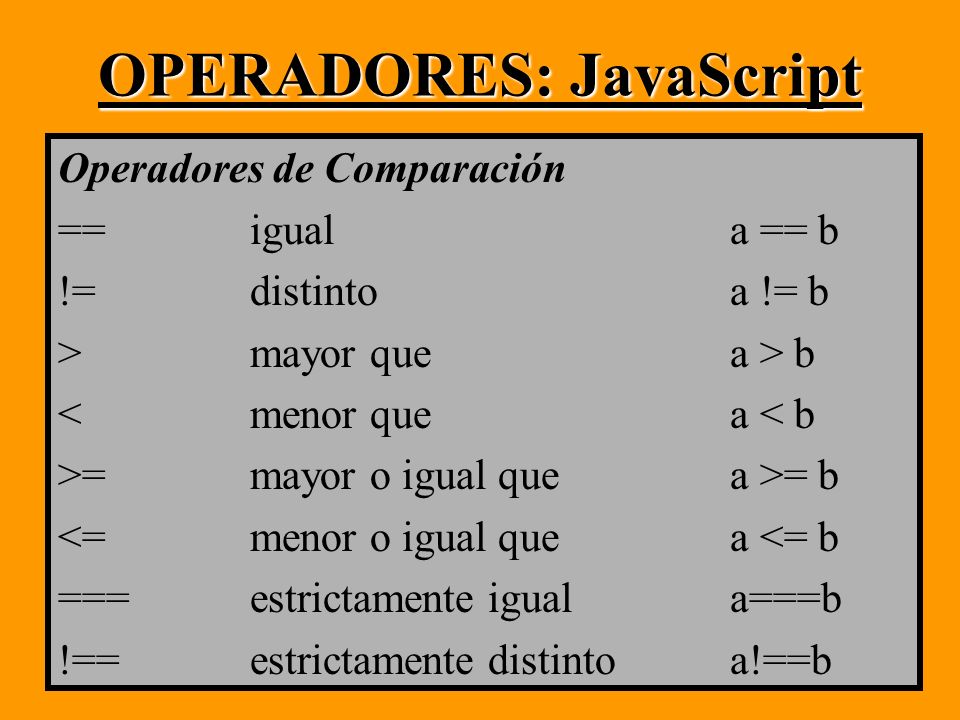 OPERADORES: JavaScript
Operadores de Comparación
== igual a == b
!= distinto a != b
> mayor que a > b
< menor que a < b
>= mayor o igual que a >= b
<= menor o igual que a <= b
=== estrictamente igual a===b
!== estrictamente distinto a!==b